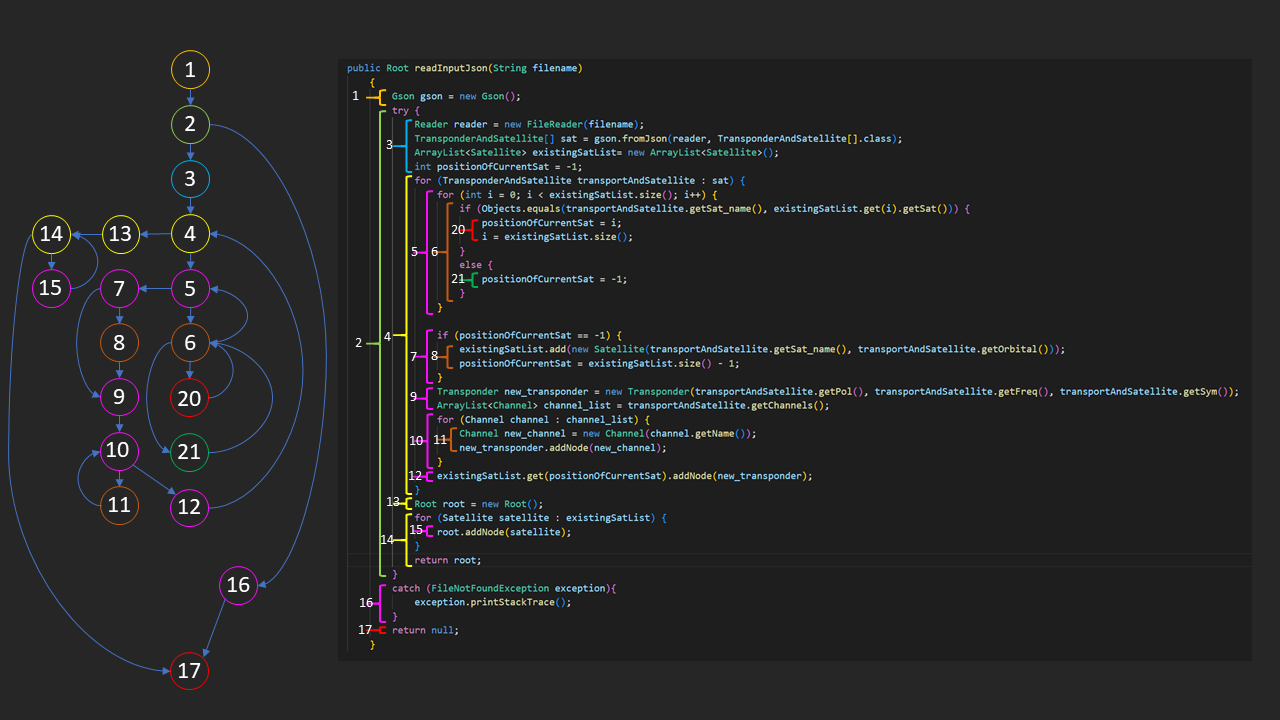 1
2
3
14
13
4
15
7
5
8
6
9
20
10
21
11
12
16
17
public Root readInputJson(String filename)
{
1 Gson gson = new Gson();
try {
Reader reader = new FileReader(filename);
TransponderAndSatellite[] sat = gson.fromJson(reader, TransponderAndSatellite[].class);
3
ArrayList<Satellite> existingSatList= new ArrayList<Satellite>();
int positionOfCurrentSat = -1;
for (TransponderAndSatellite transportAndSatellite : sat) {
for (int i = 0; i < existingSatList.size(); i++) {
if (Objects.equals(transportAndSatellite.getSat_name(), existingSatList.get(i).getSat())) {
positionOfCurrentSat = i;
20
i = existingSatList.size();
}
5 6
else {
21 positionOfCurrentSat = -1;
}
}
2 4
if (positionOfCurrentSat == -1) {
existingSatList.add(new Satellite(transportAndSatellite.getSat_name(), transportAndSatellite.getOrbital()));
7 8
positionOfCurrentSat = existingSatList.size() - 1;
}
9
Transponder new_transponder = new Transponder(transportAndSatellite.getPol(), transportAndSatellite.getFreq(), transportAndSatellite.getSym());
ArrayList<Channel> channel_list = transportAndSatellite.getChannels();
for (Channel channel : channel_list) {
Channel new_channel = new Channel(channel.getName());
10 11
new_transponder.addNode(new_channel);
}
12 existingSatList.get(positionOfCurrentSat).addNode(new_transponder);
}
13 Root root = new Root();
for (Satellite satellite : existingSatList) {
15 root.addNode(satellite);
14
}
return root;
}
catch (FileNotFoundException exception){
16 exception.printStackTrace();
}
17 return null;
}